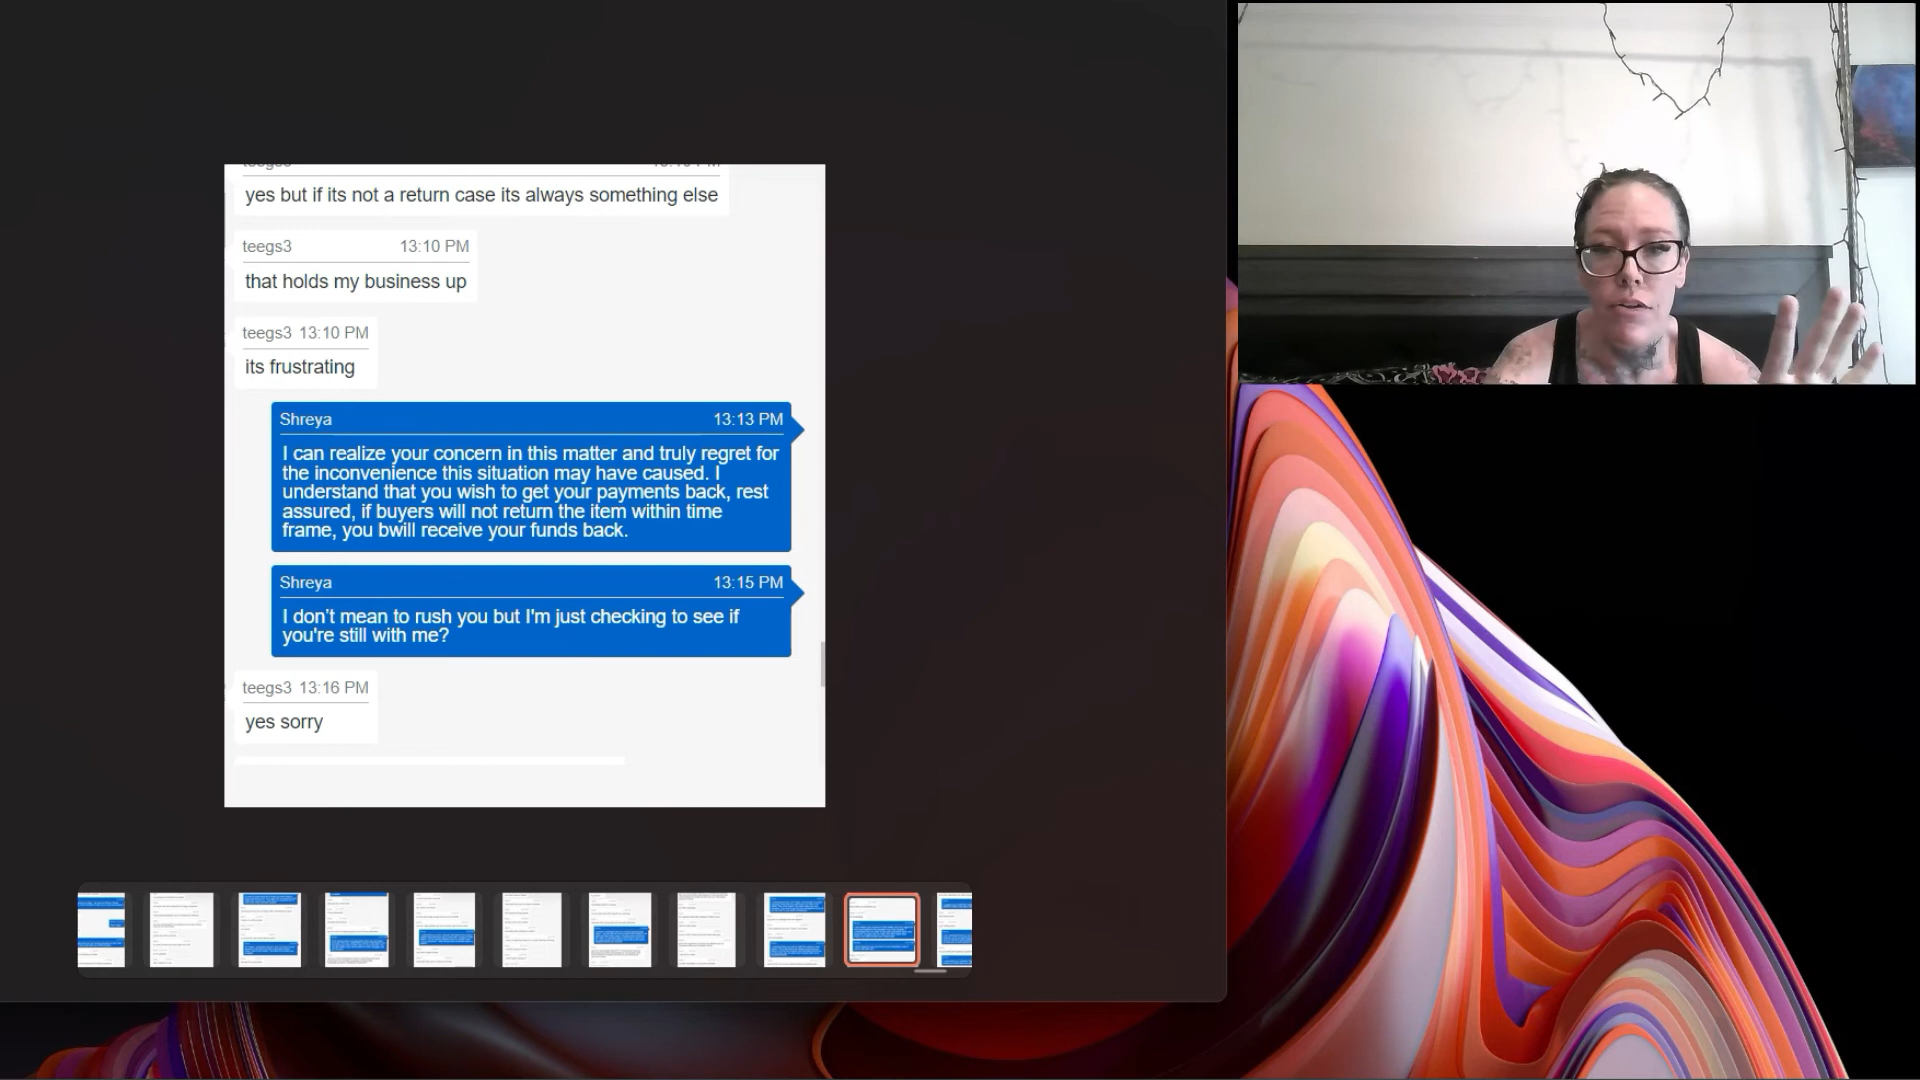 yes but if its not a return case its always something else
teegs3 13:10 PM
that holds my business up
teegs3 13:10 PM
its frustrating
Shreya 13:13 PM
I can realize your concern in this matter and truly regret for
the inconvenience this situation may have caused. I
understand that you wish to get your payments back, rest
assured, if buyers will not return the item within time
frame, you bwill receive your funds back.
Shreya 13:15 PM
I don’t mean to rush you but I'm just checking to see if
you're still with me?
teegs3 13:16 PM
yes sorry